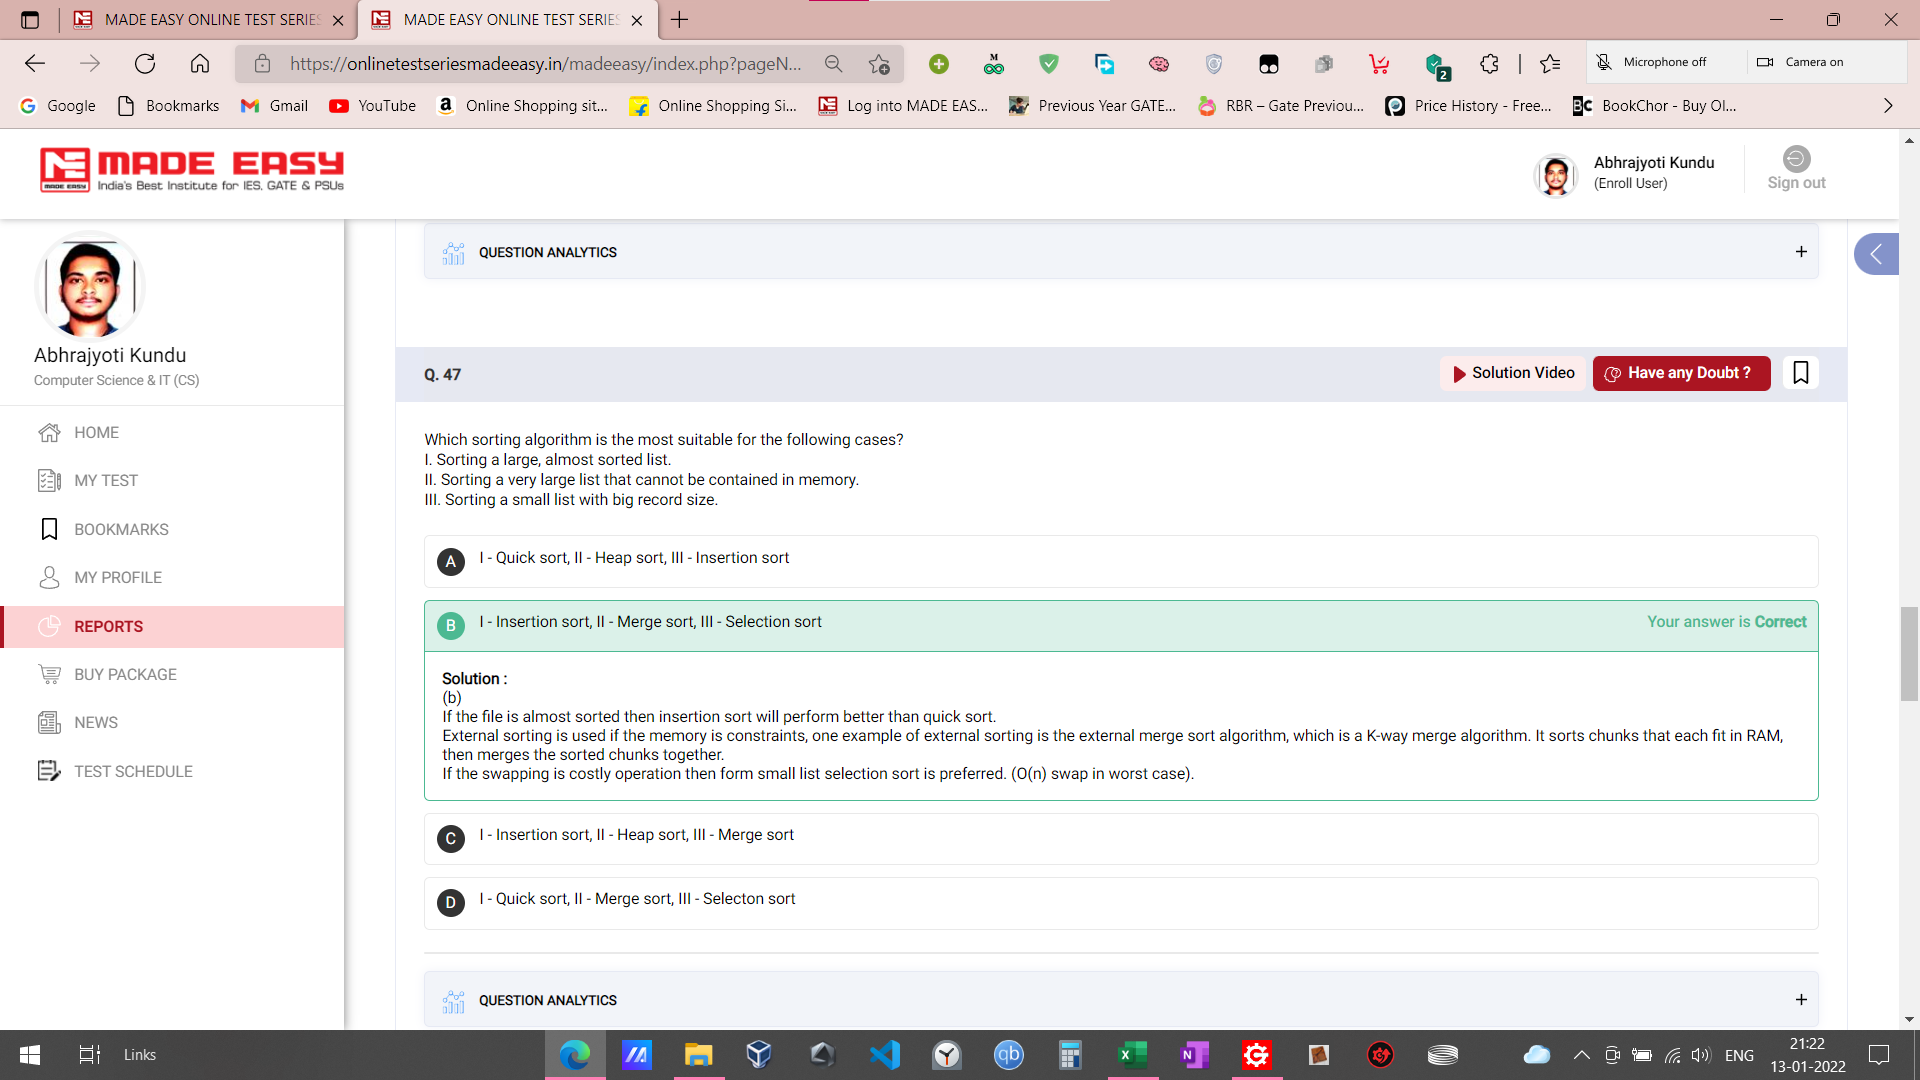 MADE EASY ONLINE TEST SERIES
MADE EASY ONLINE TEST SERIES
https://onlinetestseriesmadeeasy.in/madeeasy/index.php?pageN...
M
2
Microphone off
Camera on
Google
Bookmarks
Gmail
YouTube
Online Shopping sit...
Online Shopping Si...
Log into MADE EAS...
Previous Year GATE...
RBR – Gate Previou...
Price History - Free...
BookChor - Buy Ol...
MADE EASY
India's Best Institute for IES, GATE & PSUs
Abhrajyoti Kundu
(Enroll User)
Sign out
Abhrajyoti Kundu
Computer Science & IT (CS)
HOME
MY TEST
BOOKMARKS
MY PROFILE
REPORTS
BUY PACKAGE
NEWS
TEST SCHEDULE
QUESTION ANALYTICS +
Q. 47
Solution Video
Have any Doubt ?
Which sorting algorithm is the most suitable for the following cases?
I. Sorting a large, almost sorted list.
II. Sorting a very large list that cannot be contained in memory.
III. Sorting a small list with big record size.
A I - Quick sort, II - Heap sort, III - Insertion sort
B I - Insertion sort, II - Merge sort, III - Selection sort
Your answer is Correct
Solution :
(b)
If the file is almost sorted then insertion sort will perform better than quick sort.
External sorting is used if the memory is constraints, one example of external sorting is the external merge sort algorithm, which is a K-way merge algorithm. It sorts chunks that each fit in RAM,
then merges the sorted chunks together.
If the swapping is costly operation then form small list selection sort is preferred. (O(n) swap in worst case).
C I - Insertion sort, II - Heap sort, III - Merge sort
D I - Quick sort, II - Merge sort, III - Selecton sort
QUESTION ANALYTICS +
Links
qb
ENG
21:22
13-01-2022